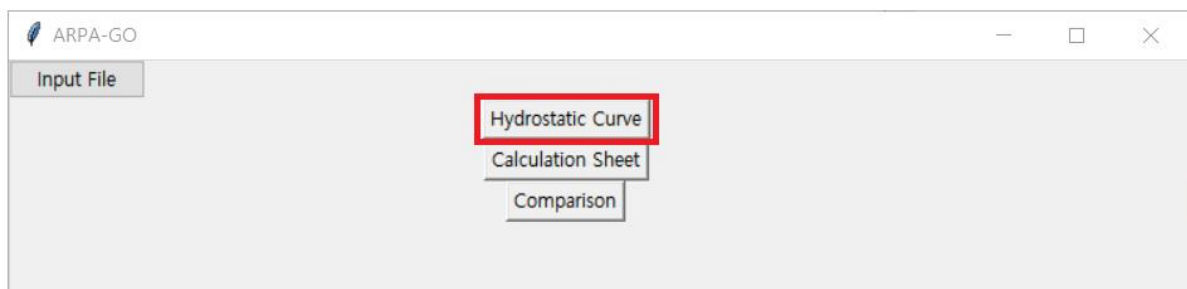 ARPA-GO
Input File
Hydrostatic Curve
Calculation Sheet
Comparison